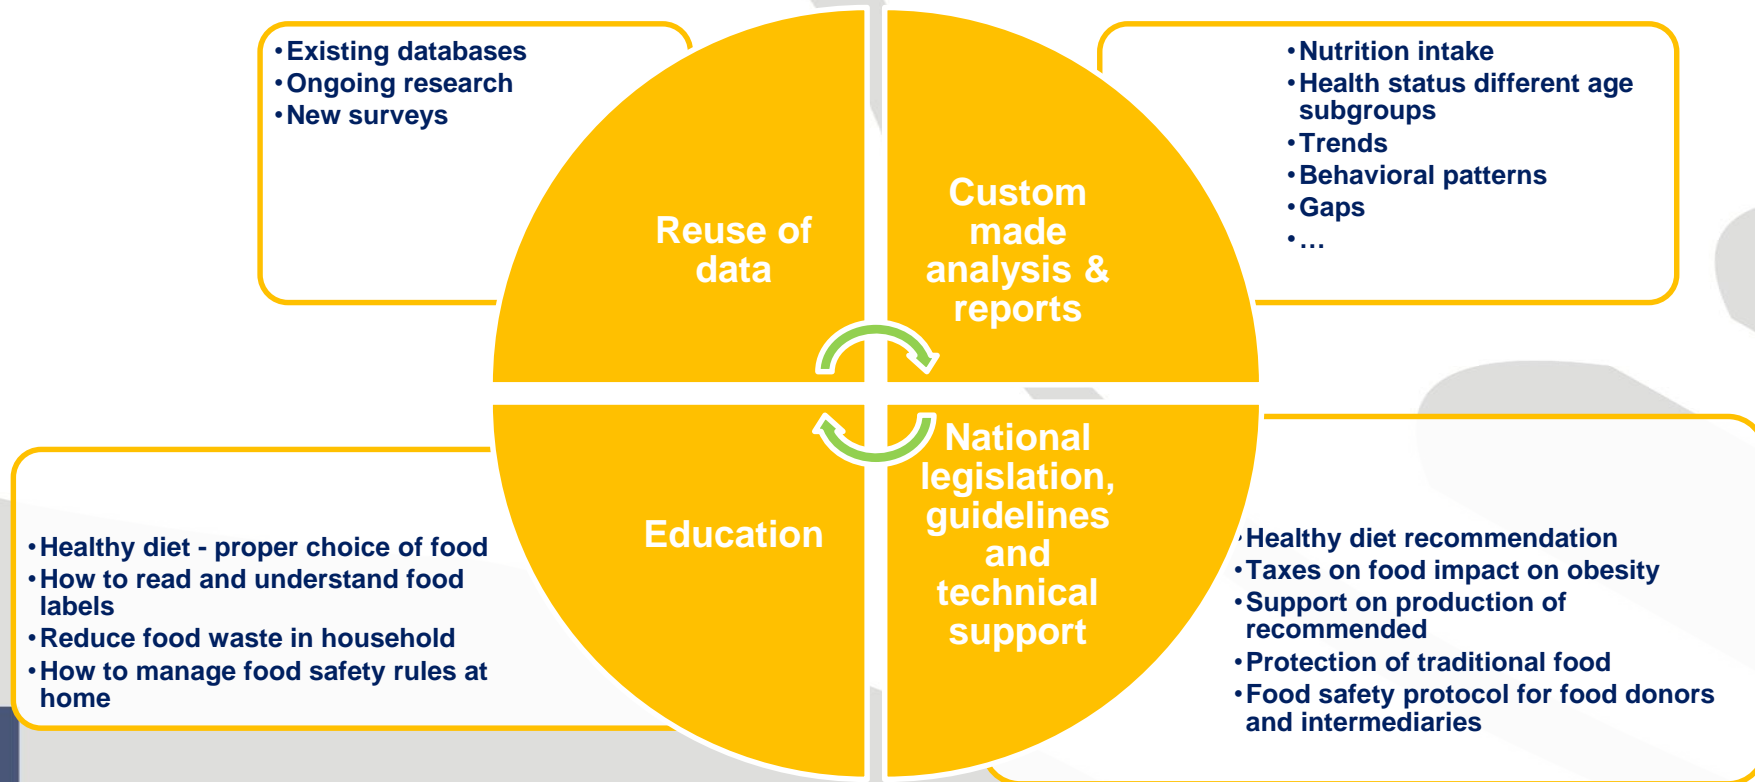 •Existing databases
•Ongoing research
•New surveys
•Nutrition intake
•Health status different age
subgroups
•Trends
•Behavioral patterns
•Gaps
•…
Reuse of
data
Custom
made
analysis &
reports
Education
National
legislation,
guidelines
and
technical
support
•Healthy diet - proper choice of food
•How to read and understand food
labels
•Reduce food waste in household
•How to manage food safety rules at
home
•Healthy diet recommendation
•Taxes on food impact on obesity
•Support on production of
recommended
•Protection of traditional food
•Food safety protocol for food donors
and intermediaries